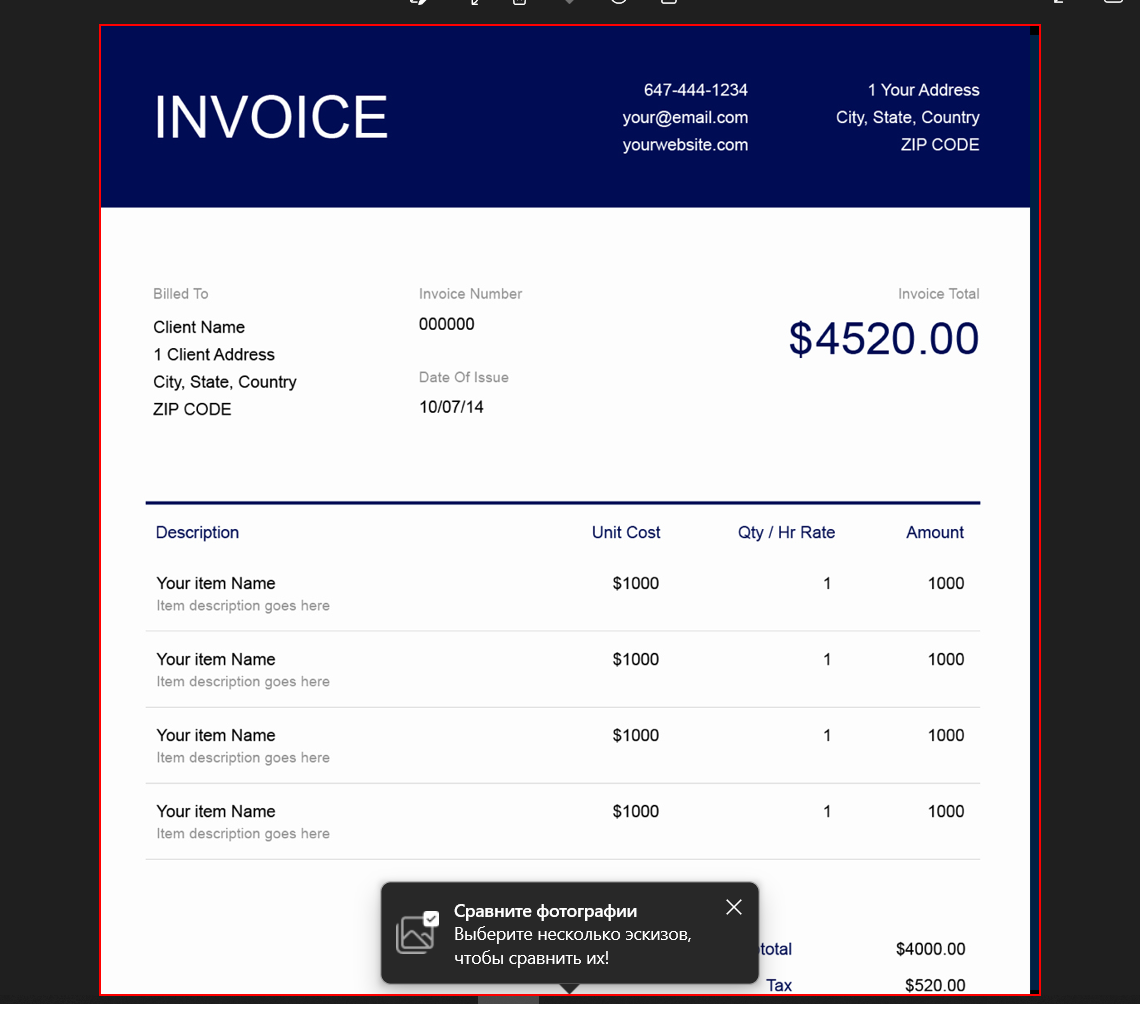 INVOICE
647-444-1234
your@email.com
yourwebsite.com
1 Your Address
City, State, Country
ZIP CODE
Billed To
Client Name
1 Client Address
City, State, Country
ZIP CODE
Invoice Number
000000
Date Of Issue
10/07/14
Invoice Total
$4520.00
Description Unit Cost Qty / Hr Rate Amount
Your item Name $1000 1 1000
Item description goes here
Your item Name $1000 1 1000
Item description goes here
Your item Name $1000 1 1000
Item description goes here
Your item Name $1000 1 1000
Item description goes here
Сравните фотографии
Выберите несколько эскизов,
чтобы сравнить их!
total $4000.00
Tax $520.00